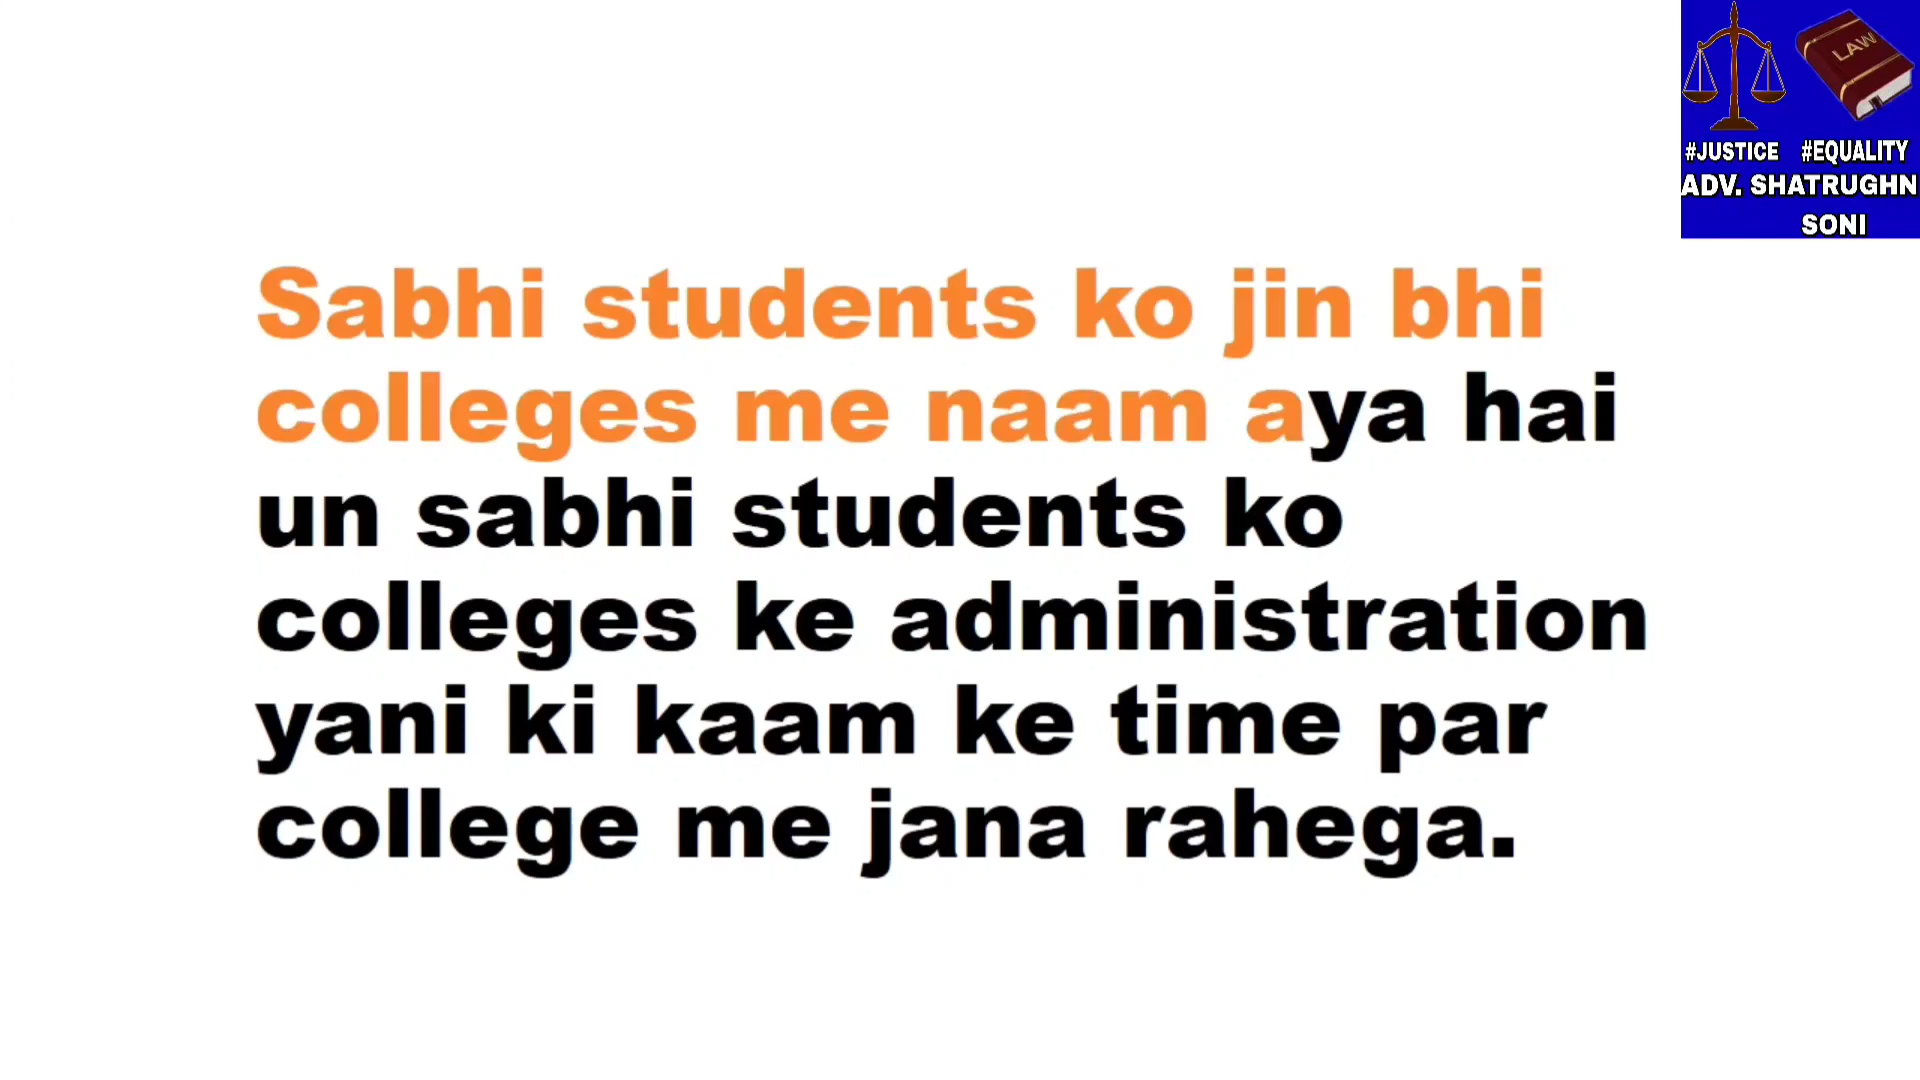 LAW
#JUSTICE #EQUALITY
ADV. SHATRUGHN
SONI
Sabhi students ko jin bhi
colleges me naam aya hai
un sabhi students ko
colleges ke administration
yani ki kaam ke time par
college me jana rahega.